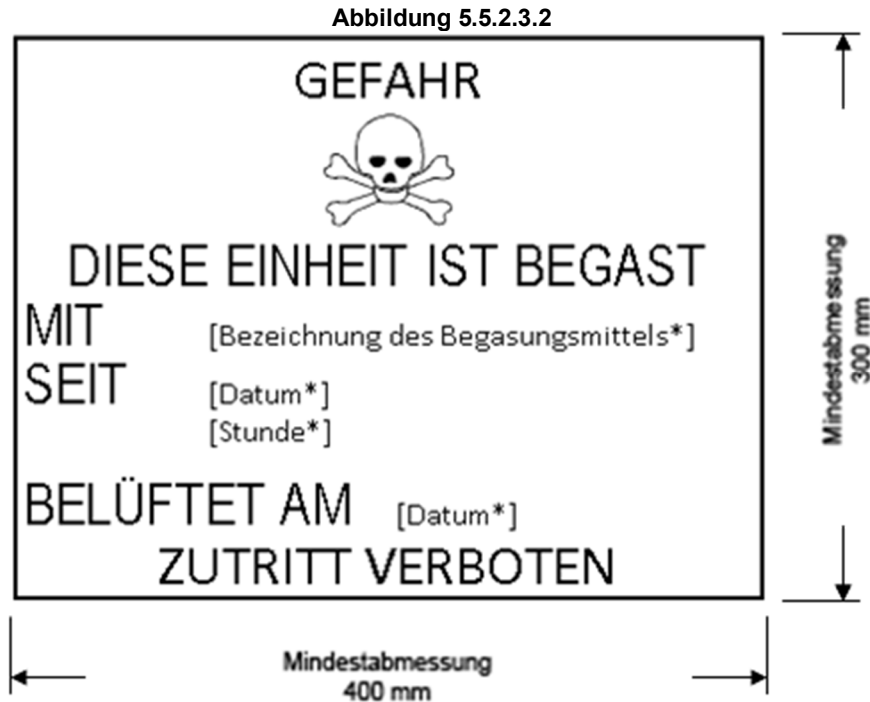 Abbildung 5.5.2.3.2
GEFAHR
DIESE EINHEIT IST BEGAST
MIT [Bezeichnung des Begasungsmittels*]
SEIT [Datum*]
[Stunde*]
BELÜFTET AM [Datum*]
ZUTRITT VERBOTEN
Mindestabmessung
300 mm
Mindestabmessung
400 mm